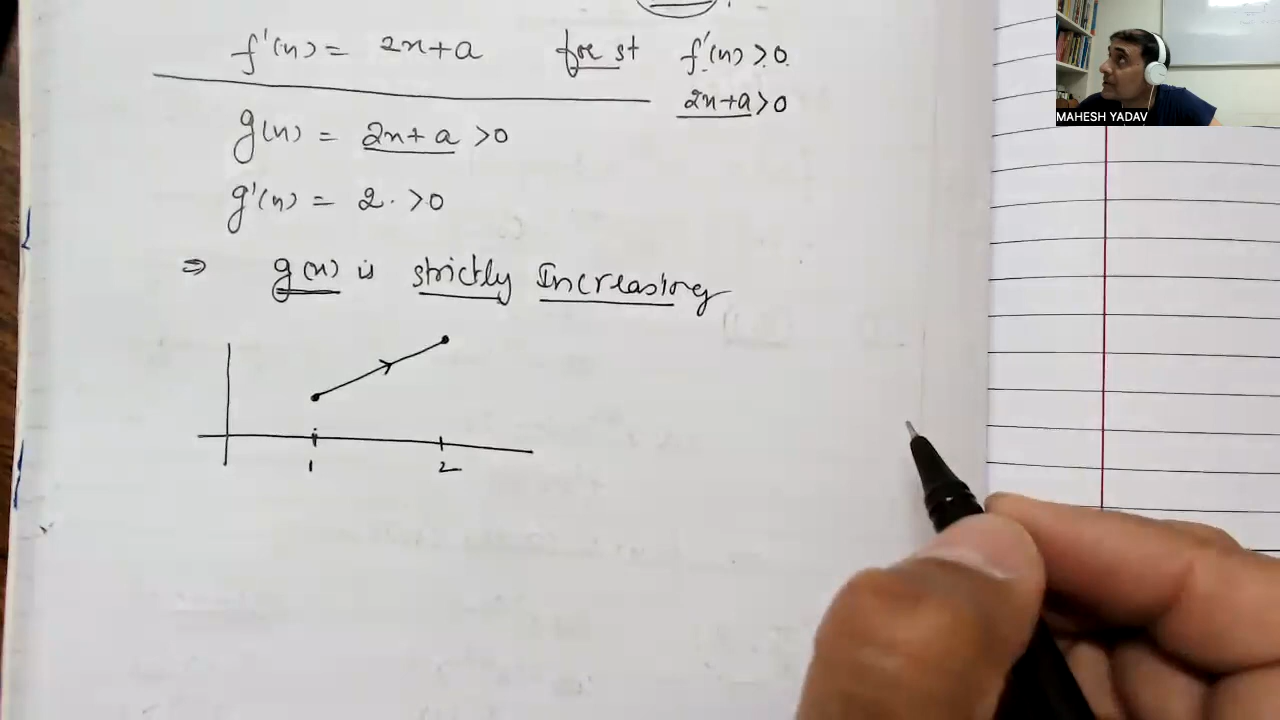 f'(x) = 2x+a for st f'(x) > 0
2x+a > 0
g(x) = 2x+a > 0
g'(x) = 2. > 0
⇒ g(x) is strictly Increasing
1 2
MAHESH YADAV